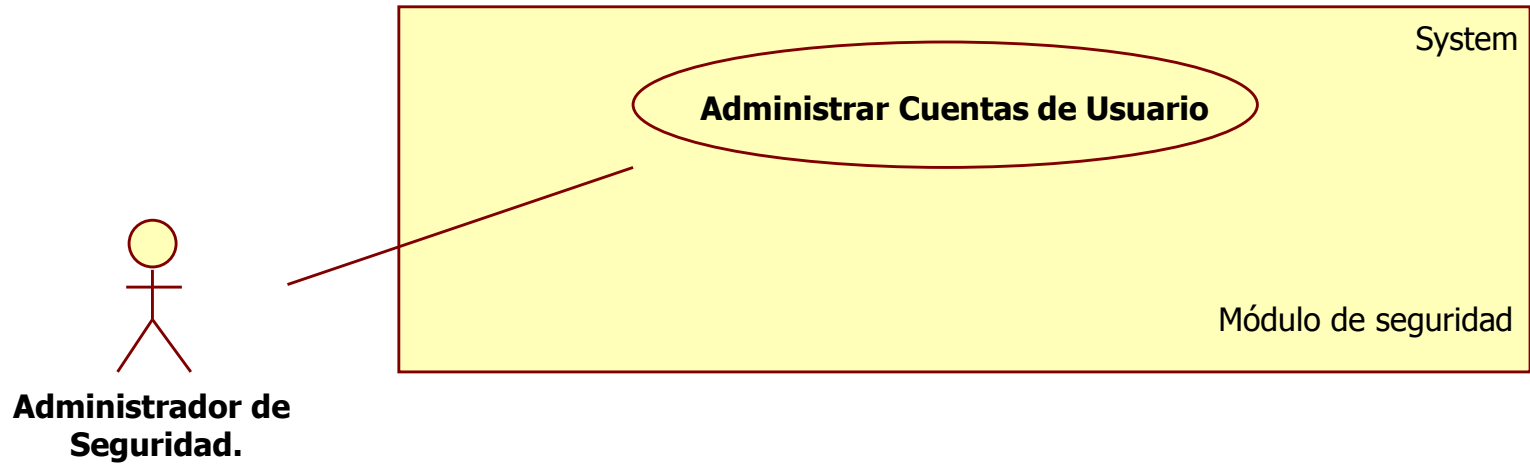 System
Administrar Cuentas de Usuario
Módulo de seguridad
Administrador de
Seguridad.